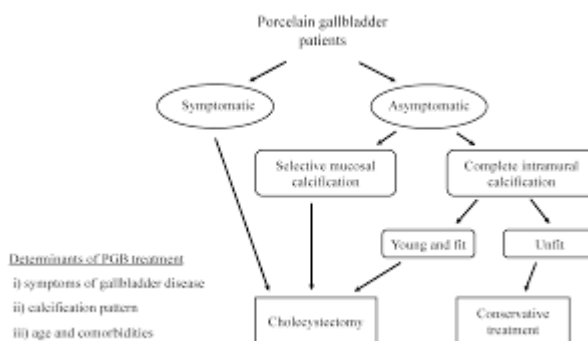 Porcelain gallbladder
patients
Symptomatic
Asymptomatic
Selective mucosal
calcification
Complete intramural
calcification
Young and fit
Unfit
Determinants of PGB treatment
i) symptoms of gallbladder disease
ii) calcification pattern
iii) age and comorbidities
Cholecystectomy
Conservative
treatment